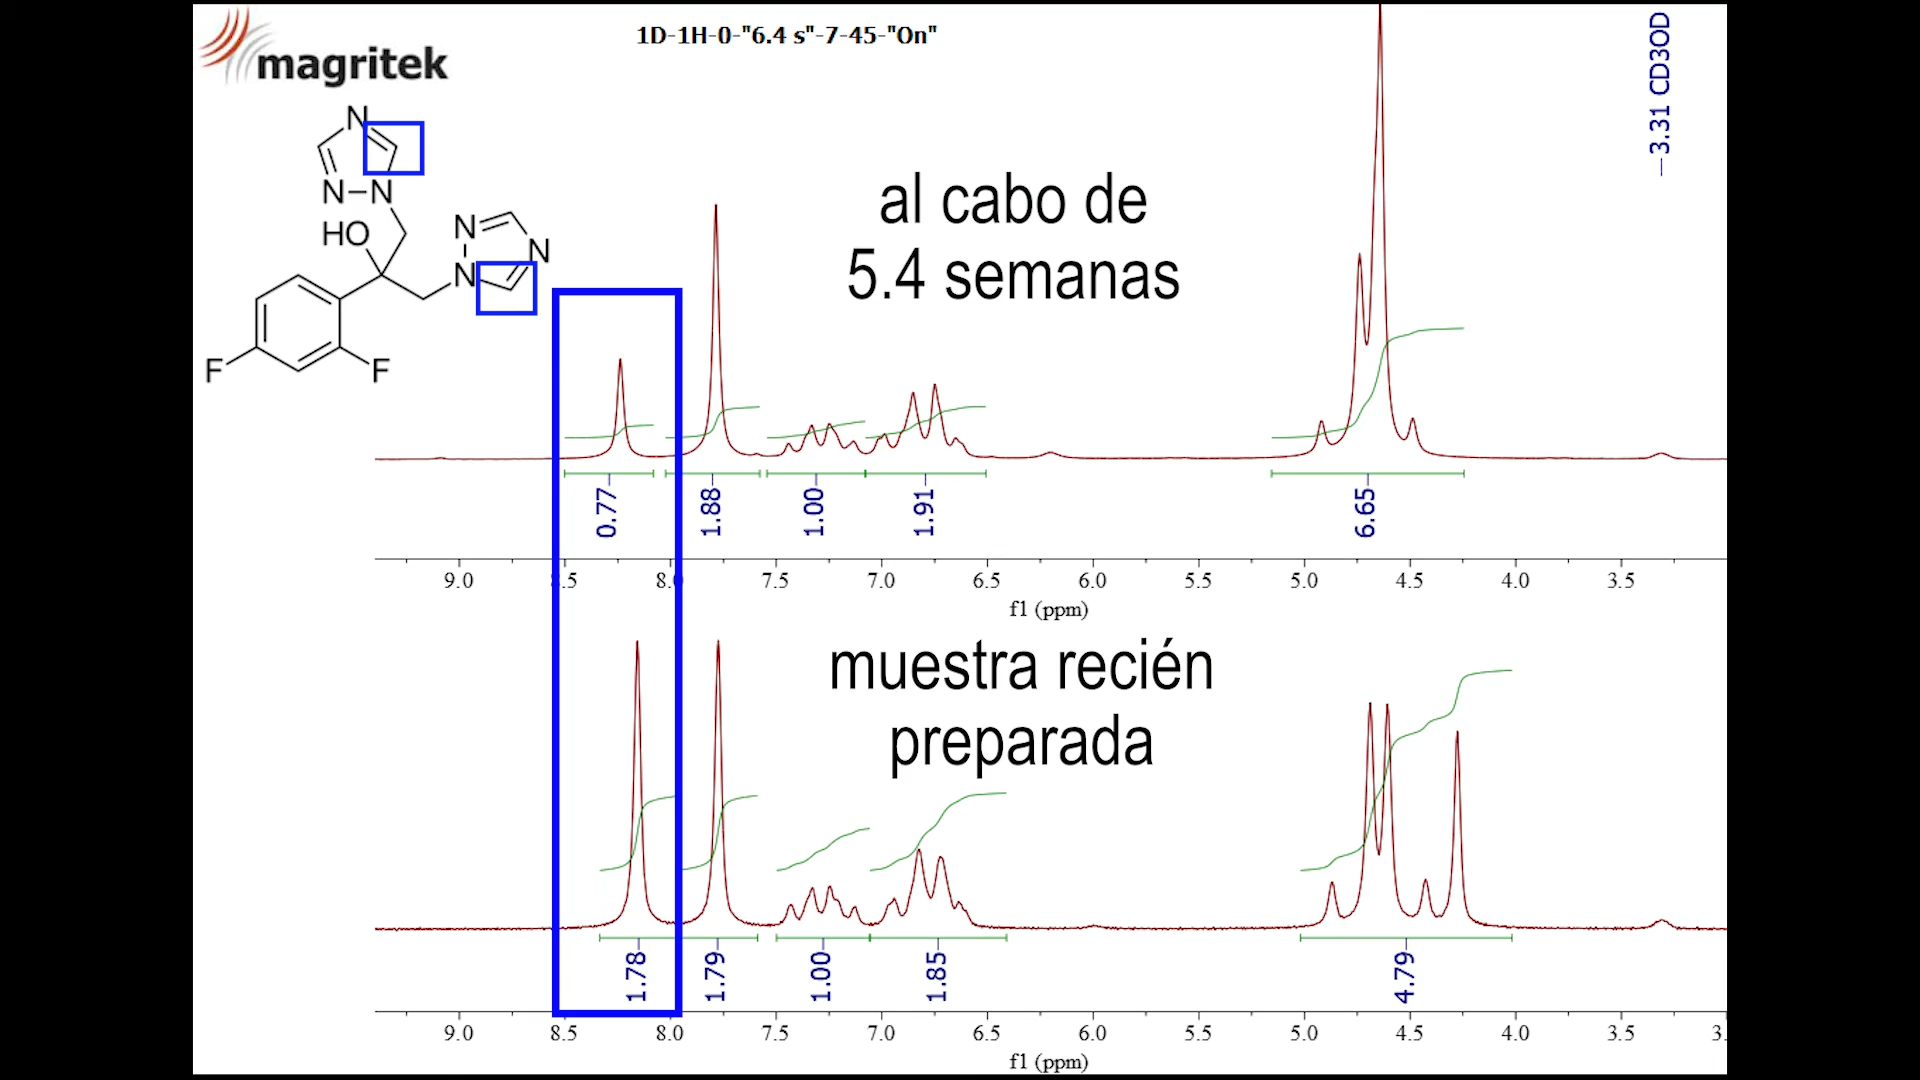 magritek
1D-1H-0-"6.4 s"-7-45-"On"
3.31 CD3OD
N
N N
HO
N
N
N
F F
al cabo de
5.4 semanas
0.77 1.88 1.00 1.91 6.65
9.0 8.5 8.0 7.5 7.0 6.5 6.0 5.5 5.0 4.5 4.0 3.5
f1 (ppm)
muestra recién
preparada
1.78 1.79 1.00 1.85 4.79
9.0 8.5 8.0 7.5 7.0 6.5 6.0 5.5 5.0 4.5 4.0 3.5 3.
f1 (ppm)